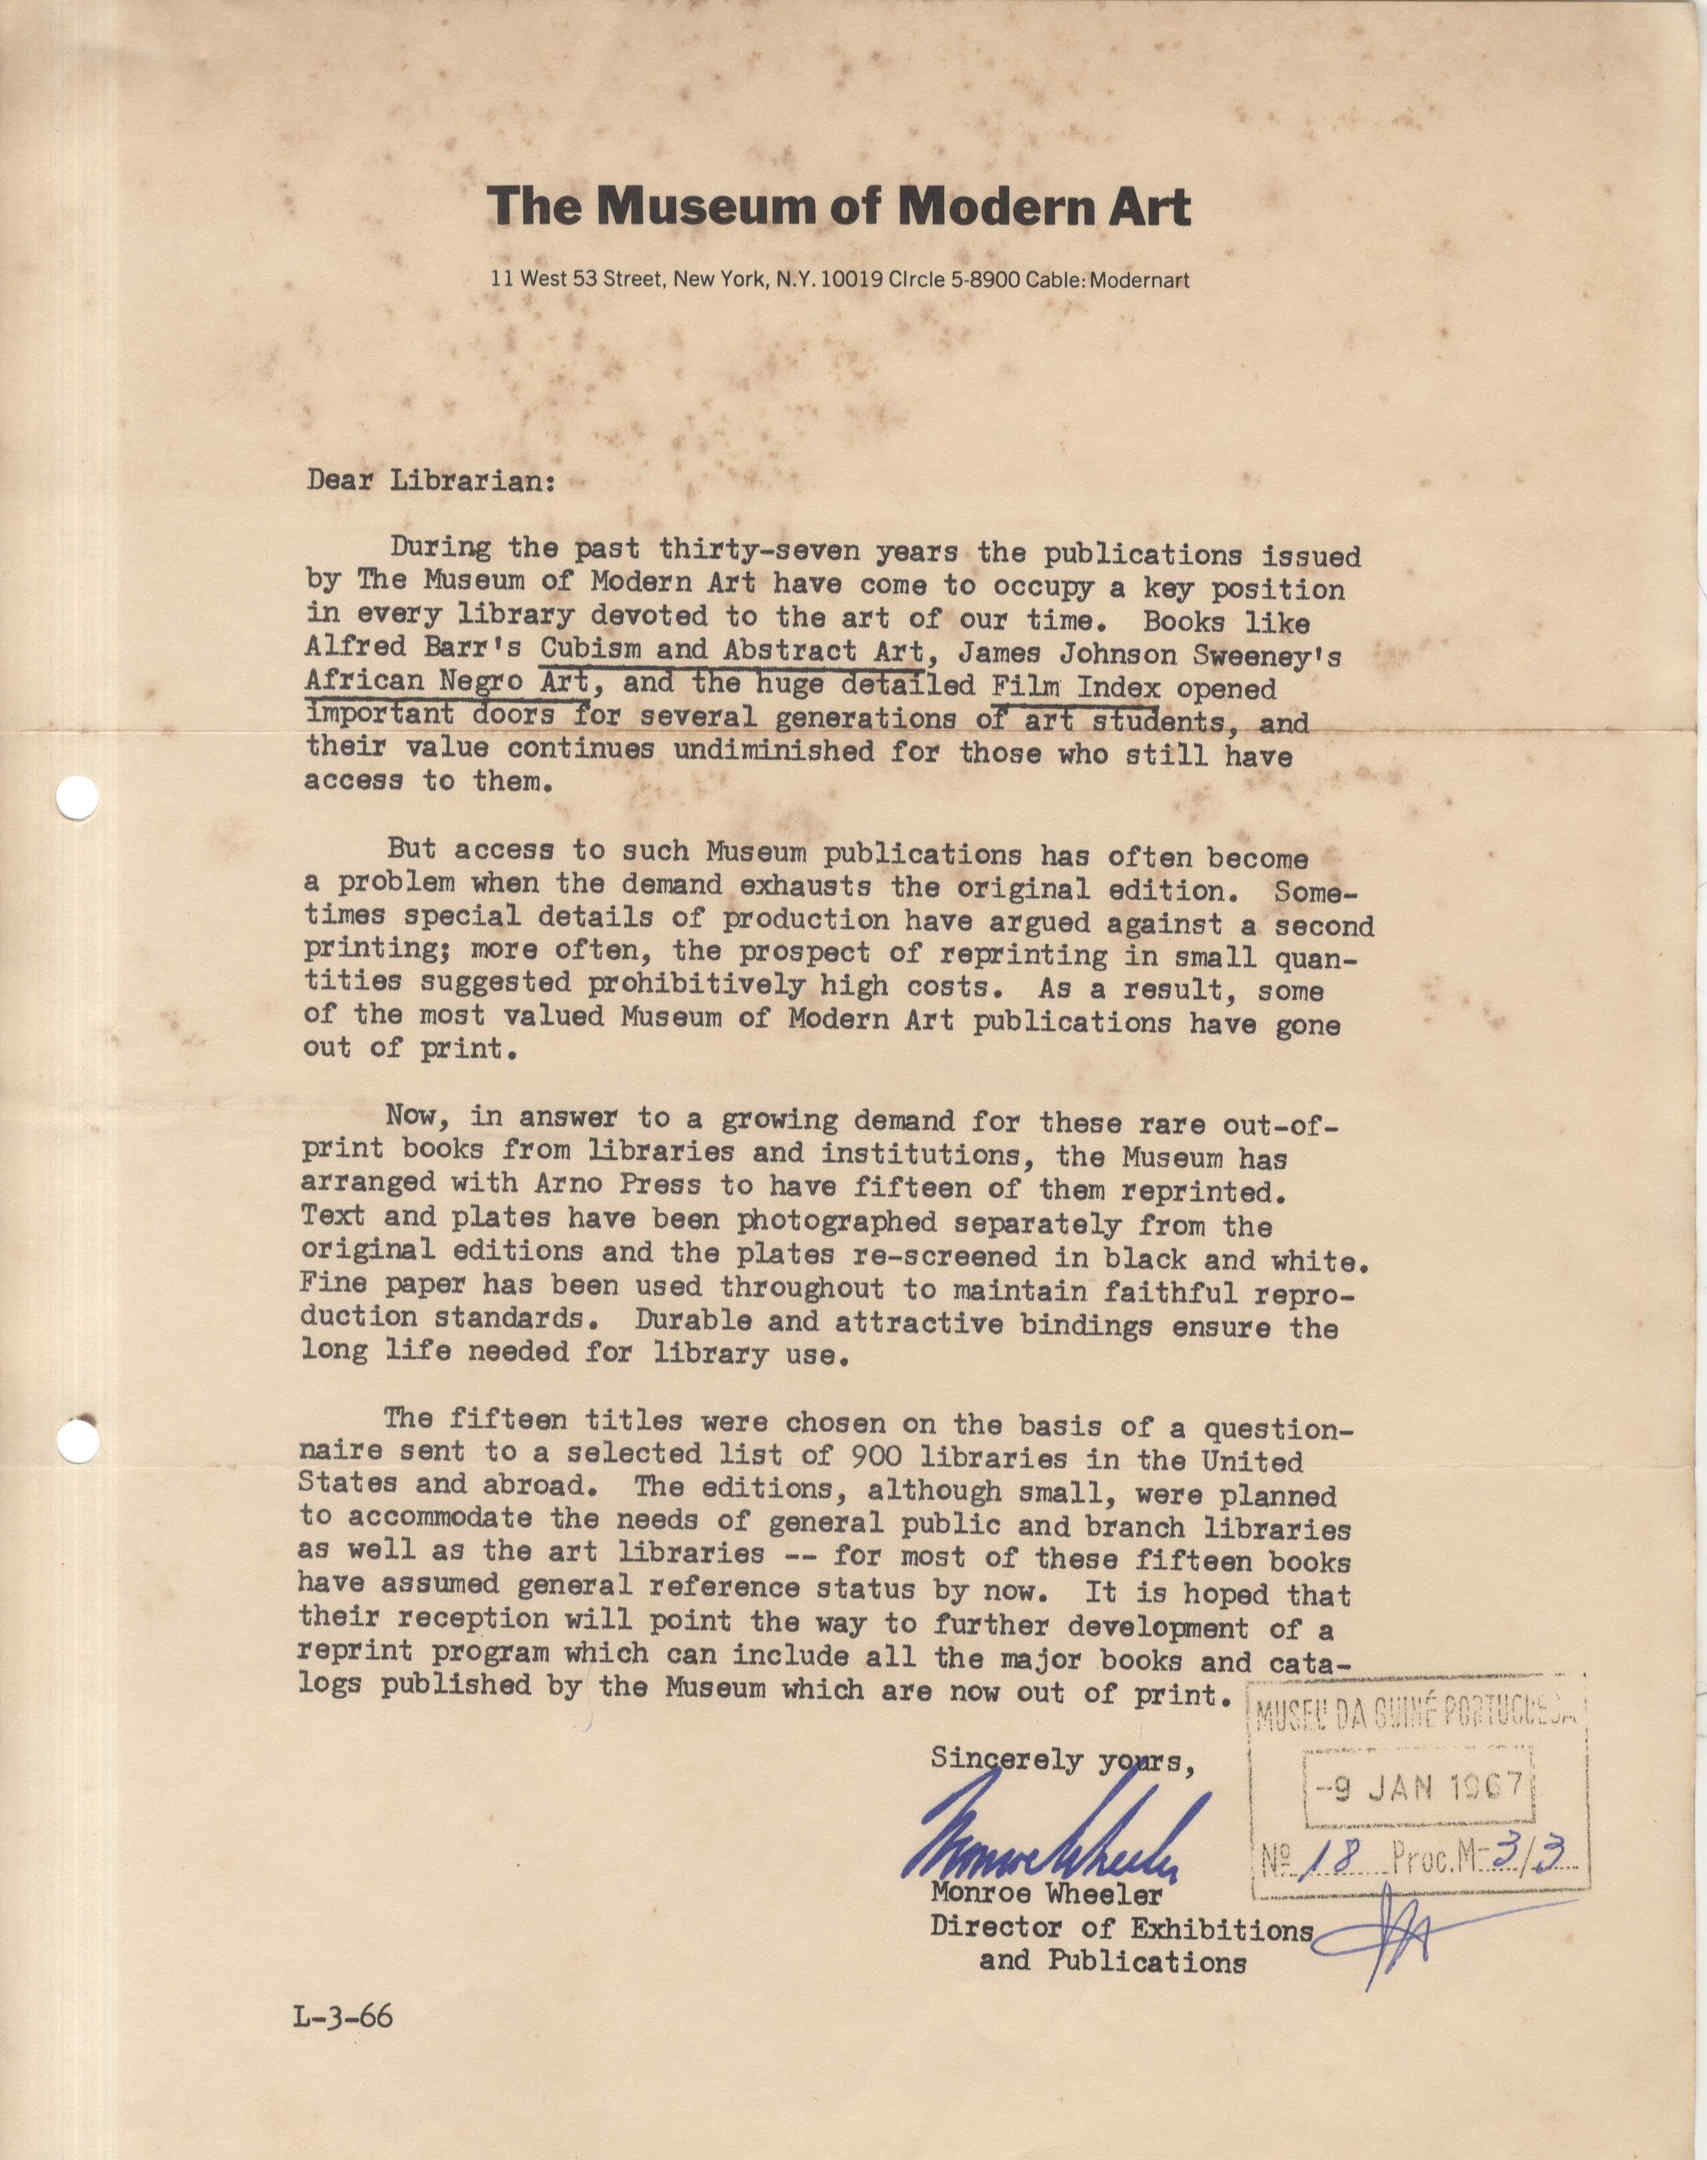 The Museum of Modern Art
11 West 53 Street, New York, N.Y. 10019 CIrcle 5-8900 Cable: Modernart
Dear Librarian:
During the past thirty-seven years the publications issued
by The Museum of Modern Art have come to occupy a key position
in every library devoted to the art of our time. Books like
Alfred Barr's Cubism and Abstract Art, James Johnson Sweeney's
African Negro Art, and the huge detailed Film Index opened
important doors for several generations of art students, and
their value continues undiminished for those who still have
access to them.
But access to such Museum publications has often become
a problem when the demand exhausts the original edition. Some-
times special details of production have argued against a second
printing; more often, the prospect of reprinting in small quan-
tities suggested prohibitively high costs. As a result, some
of the most valued Museum of Modern Art publications have gone
out of print.
Now, in answer to a growing demand for these rare out-of-
print books from libraries and institutions, the Museum has
arranged with Arno Press to have fifteen of them reprinted.
Text and plates have been photographed separately from the
original editions and the plates re-screened in black and white.
Fine paper has been used throughout to maintain faithful repro-
duction standards. Durable and attractive bindings ensure the
long life needed for library use.
The fifteen titles were chosen on the basis of a question-
naire sent to a selected list of 900 libraries in the United
States and abroad. The editions, although small, were planned
to accommodate the needs of general public and branch libraries
as well as the art libraries -- for most of these fifteen books
have assumed general reference status by now. It is hoped that
their reception will point the way to further development of a
reprint program which can include all the major books and cata-
logs published by the Museum which are now out of print.
MUSEU DA GUINÉ PORTUGUESA
-9 JAN 1967
Nº 18 Proc. M-3/3
Sincerely yours,
Monroe Wheeler
Monroe Wheeler
Director of Exhibitions
and Publications
L-3-66